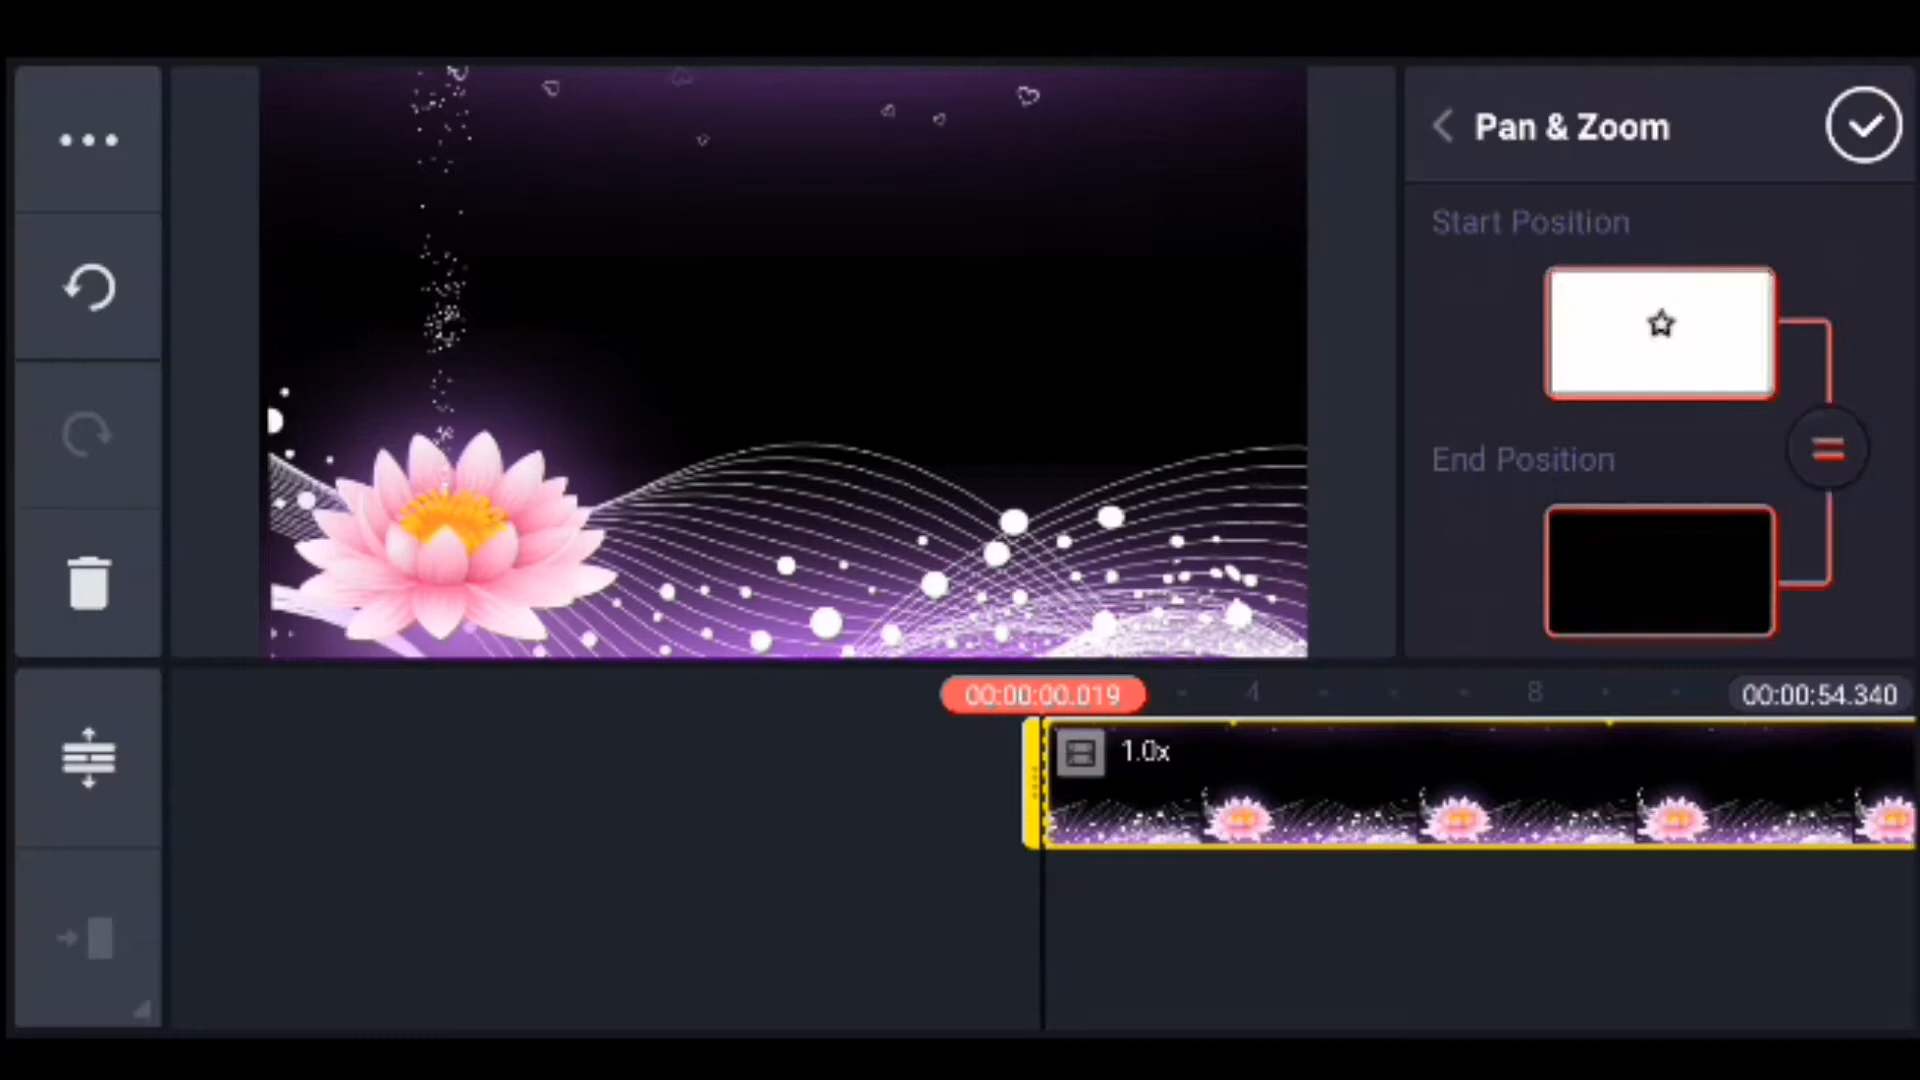 Pan & Zoom
Start Position
End Position
00:00:00.019
4
8
00:00:54.340
1.0x